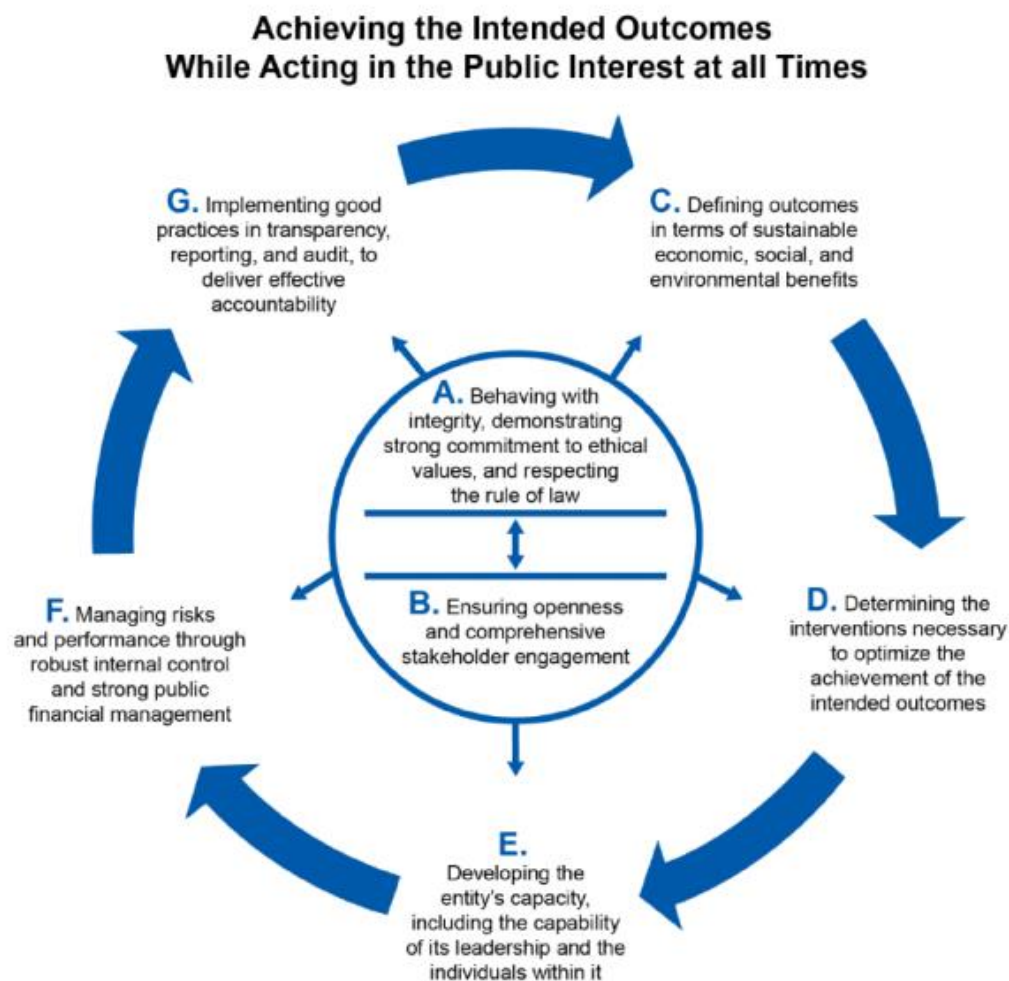 Achieving the Intended Outcomes
While Acting in the Public Interest at all Times
G. Implementing good
practices in transparency,
reporting, and audit, to
deliver effective
accountability
C. Defining outcomes
in terms of sustainable
economic, social, and
environmental benefits
A. Behaving with
integrity, demonstrating
strong commitment to ethical
values, and respecting
the rule of law
B. Ensuring openness
and comprehensive
stakeholder engagement
F. Managing risks
and performance through
robust internal control
and strong public
financial management
D. Determining the
interventions necessary
to optimize the
achievement of the
intended outcomes
E.
Developing the
entity's capacity,
including the capability
of its leadership and the
individuals within it